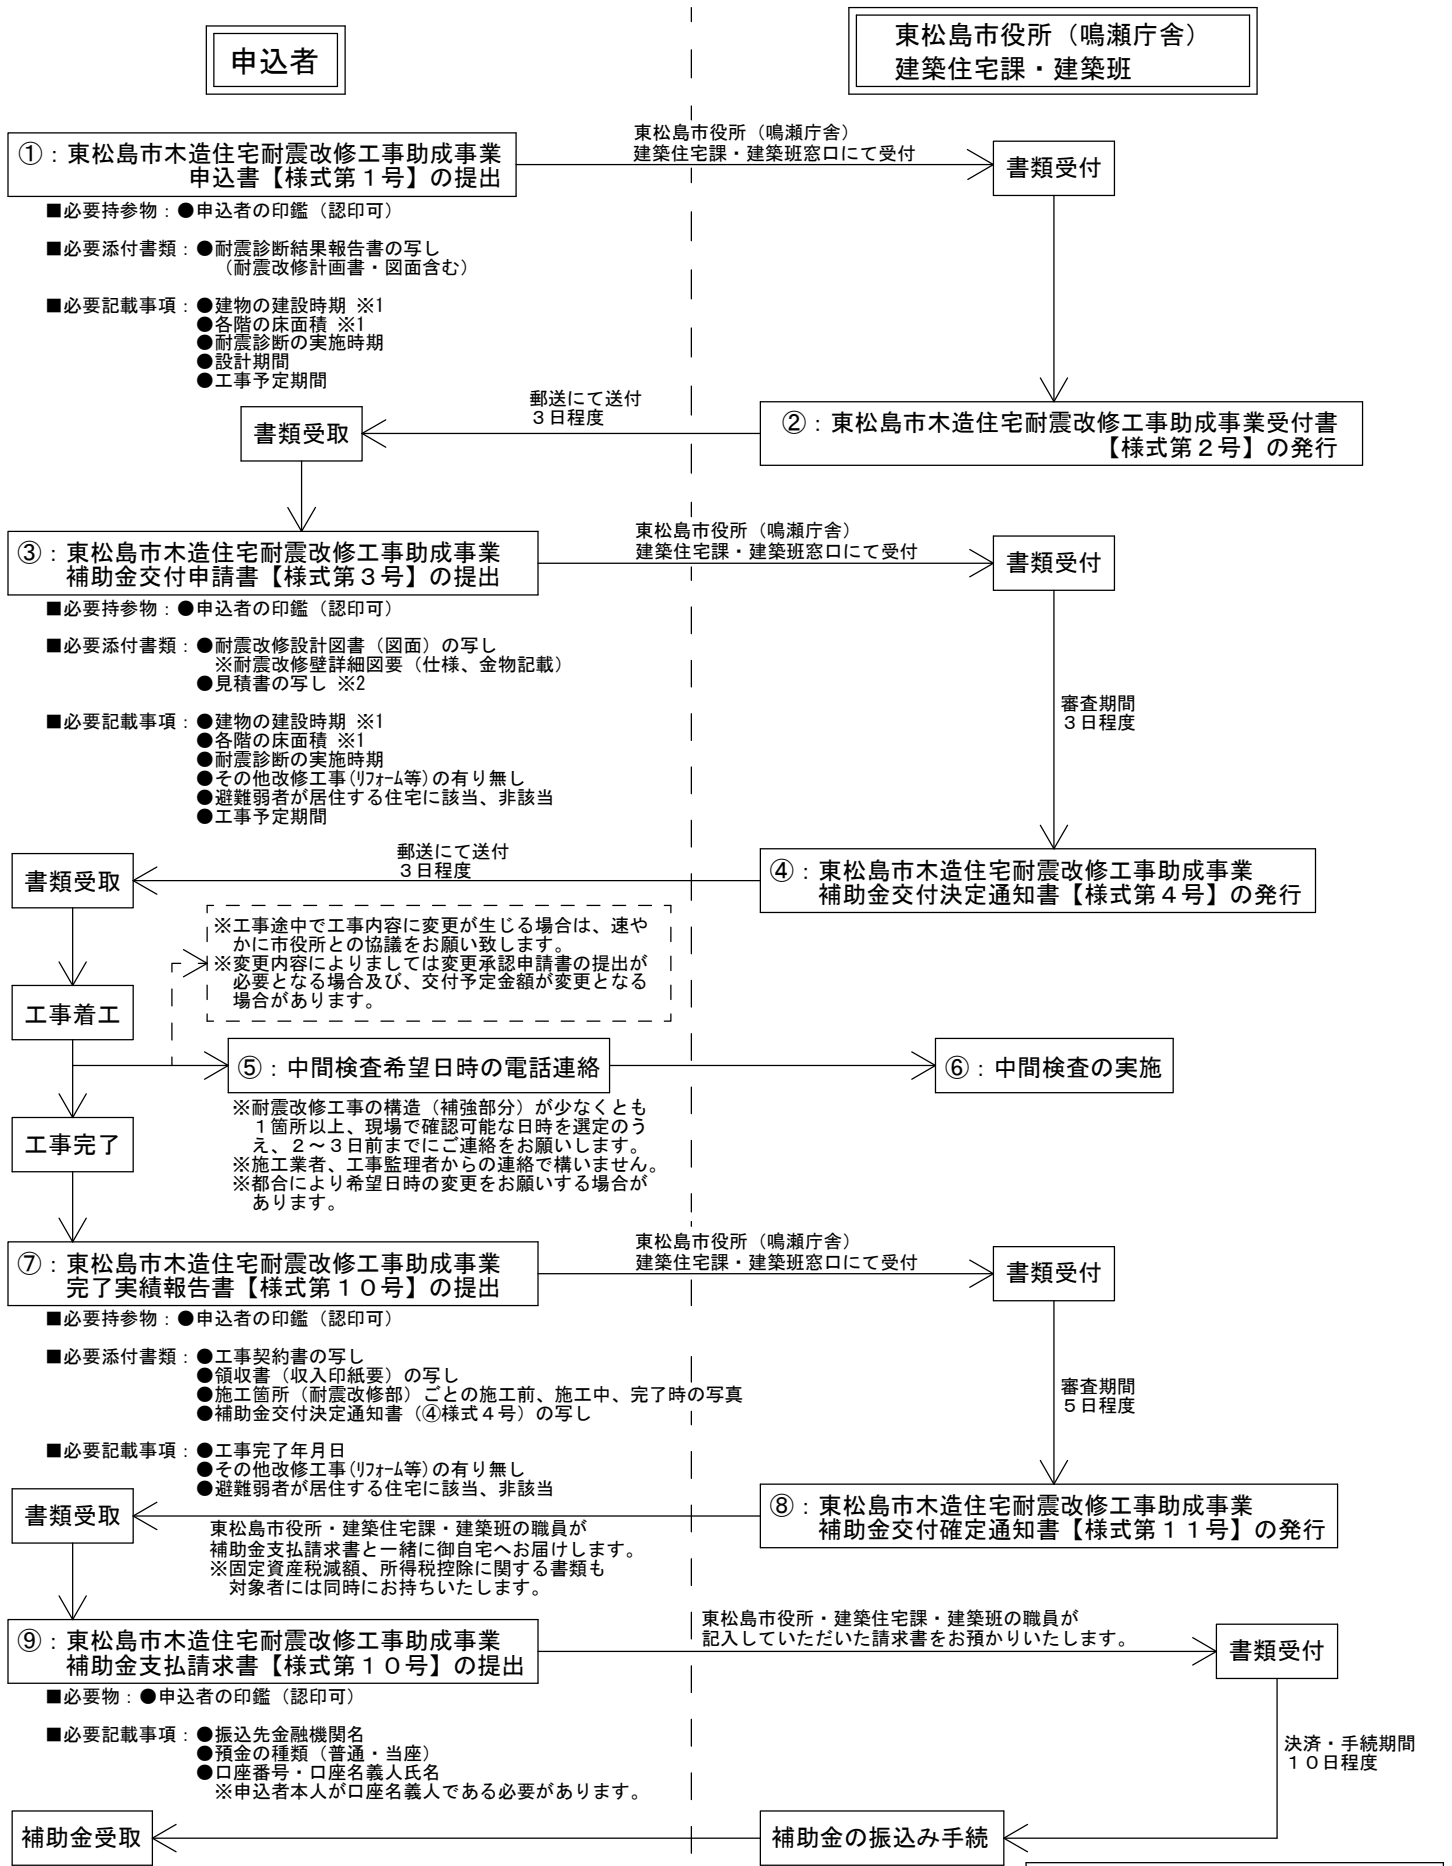 申込者
東松島市役所（鳴瀬庁舎）
建築住宅課・建築班
①：東松島市木造住宅耐震改修工事助成事業
申込書【様式第１号】の提出
東松島市役所（鳴瀬庁舎）
建築住宅課・建築班窓口にて受付
書類受付
■必要持参物：●申込者の印鑑（認印可）
■必要添付書類：●耐震診断結果報告書の写し
（耐震改修計画書・図面含む）
■必要記載事項：●建物の建設時期 ※1
●各階の床面積 ※1
●耐震診断の実施時期
●設計期間
●工事予定期間
書類受取
郵送にて送付
３日程度
②：東松島市木造住宅耐震改修工事助成事業受付書
【様式第２号】の発行
③：東松島市木造住宅耐震改修工事助成事業
補助金交付申請書【様式第３号】の提出
東松島市役所（鳴瀬庁舎）
建築住宅課・建築班窓口にて受付
書類受付
■必要持参物：●申込者の印鑑（認印可）
■必要添付書類：●耐震改修設計図書（図面）の写し
※耐震改修壁詳細図要（仕様、金物記載）
●見積書の写し ※2
■必要記載事項：●建物の建設時期 ※1
●各階の床面積 ※1
●耐震診断の実施時期
●その他改修工事(ﾘﾌｫｰﾑ等)の有り無し
●避難弱者が居住する住宅に該当、非該当
●工事予定期間
審査期間
３日程度
書類受取
郵送にて送付
３日程度
④：東松島市木造住宅耐震改修工事助成事業
補助金交付決定通知書【様式第４号】の発行
※工事途中で工事内容に変更が生じる場合は、速や
かに市役所との協議をお願い致します。
※変更内容によりましては変更承認申請書の提出が
必要となる場合及び、交付予定金額が変更となる
場合があります。
工事着工
⑤：中間検査希望日時の電話連絡
⑥：中間検査の実施
※耐震改修工事の構造（補強部分）が少なくとも
１箇所以上、現場で確認可能な日時を選定のう
え、２～３日前までにご連絡をお願いします。
※施工業者、工事監理者からの連絡で構いません。
※都合により希望日時の変更をお願いする場合が
あります。
工事完了
⑦：東松島市木造住宅耐震改修工事助成事業
完了実績報告書【様式第１０号】の提出
東松島市役所（鳴瀬庁舎）
建築住宅課・建築班窓口にて受付
書類受付
■必要持参物：●申込者の印鑑（認印可）
■必要添付書類：●工事契約書の写し
●領収書（収入印紙要）の写し
●施工箇所（耐震改修部）ごとの施工前、施工中、完了時の写真
●補助金交付決定通知書（④様式４号）の写し
■必要記載事項：●工事完了年月日
●その他改修工事(ﾘﾌｫｰﾑ等)の有り無し
●避難弱者が居住する住宅に該当、非該当
審査期間
５日程度
書類受取
⑧：東松島市木造住宅耐震改修工事助成事業
補助金交付確定通知書【様式第１１号】の発行
東松島市役所・建築住宅課・建築班の職員が
補助金支払請求書と一緒に御自宅へお届けします。
※固定資産税減額、所得税控除に関する書類も
対象者には同時にお持ちいたします。
⑨：東松島市木造住宅耐震改修工事助成事業
補助金支払請求書【様式第１０号】の提出
東松島市役所・建築住宅課・建築班の職員が
記入していただいた請求書をお預かりいたします。
書類受付
■必要物：●申込者の印鑑（認印可）
■必要記載事項：●振込先金融機関名
●預金の種類（普通・当座）
●口座番号・口座名義人氏名
※申込者本人が口座名義人である必要があります。
決済・手続期間
１０日程度
補助金受取
補助金の振込み手続